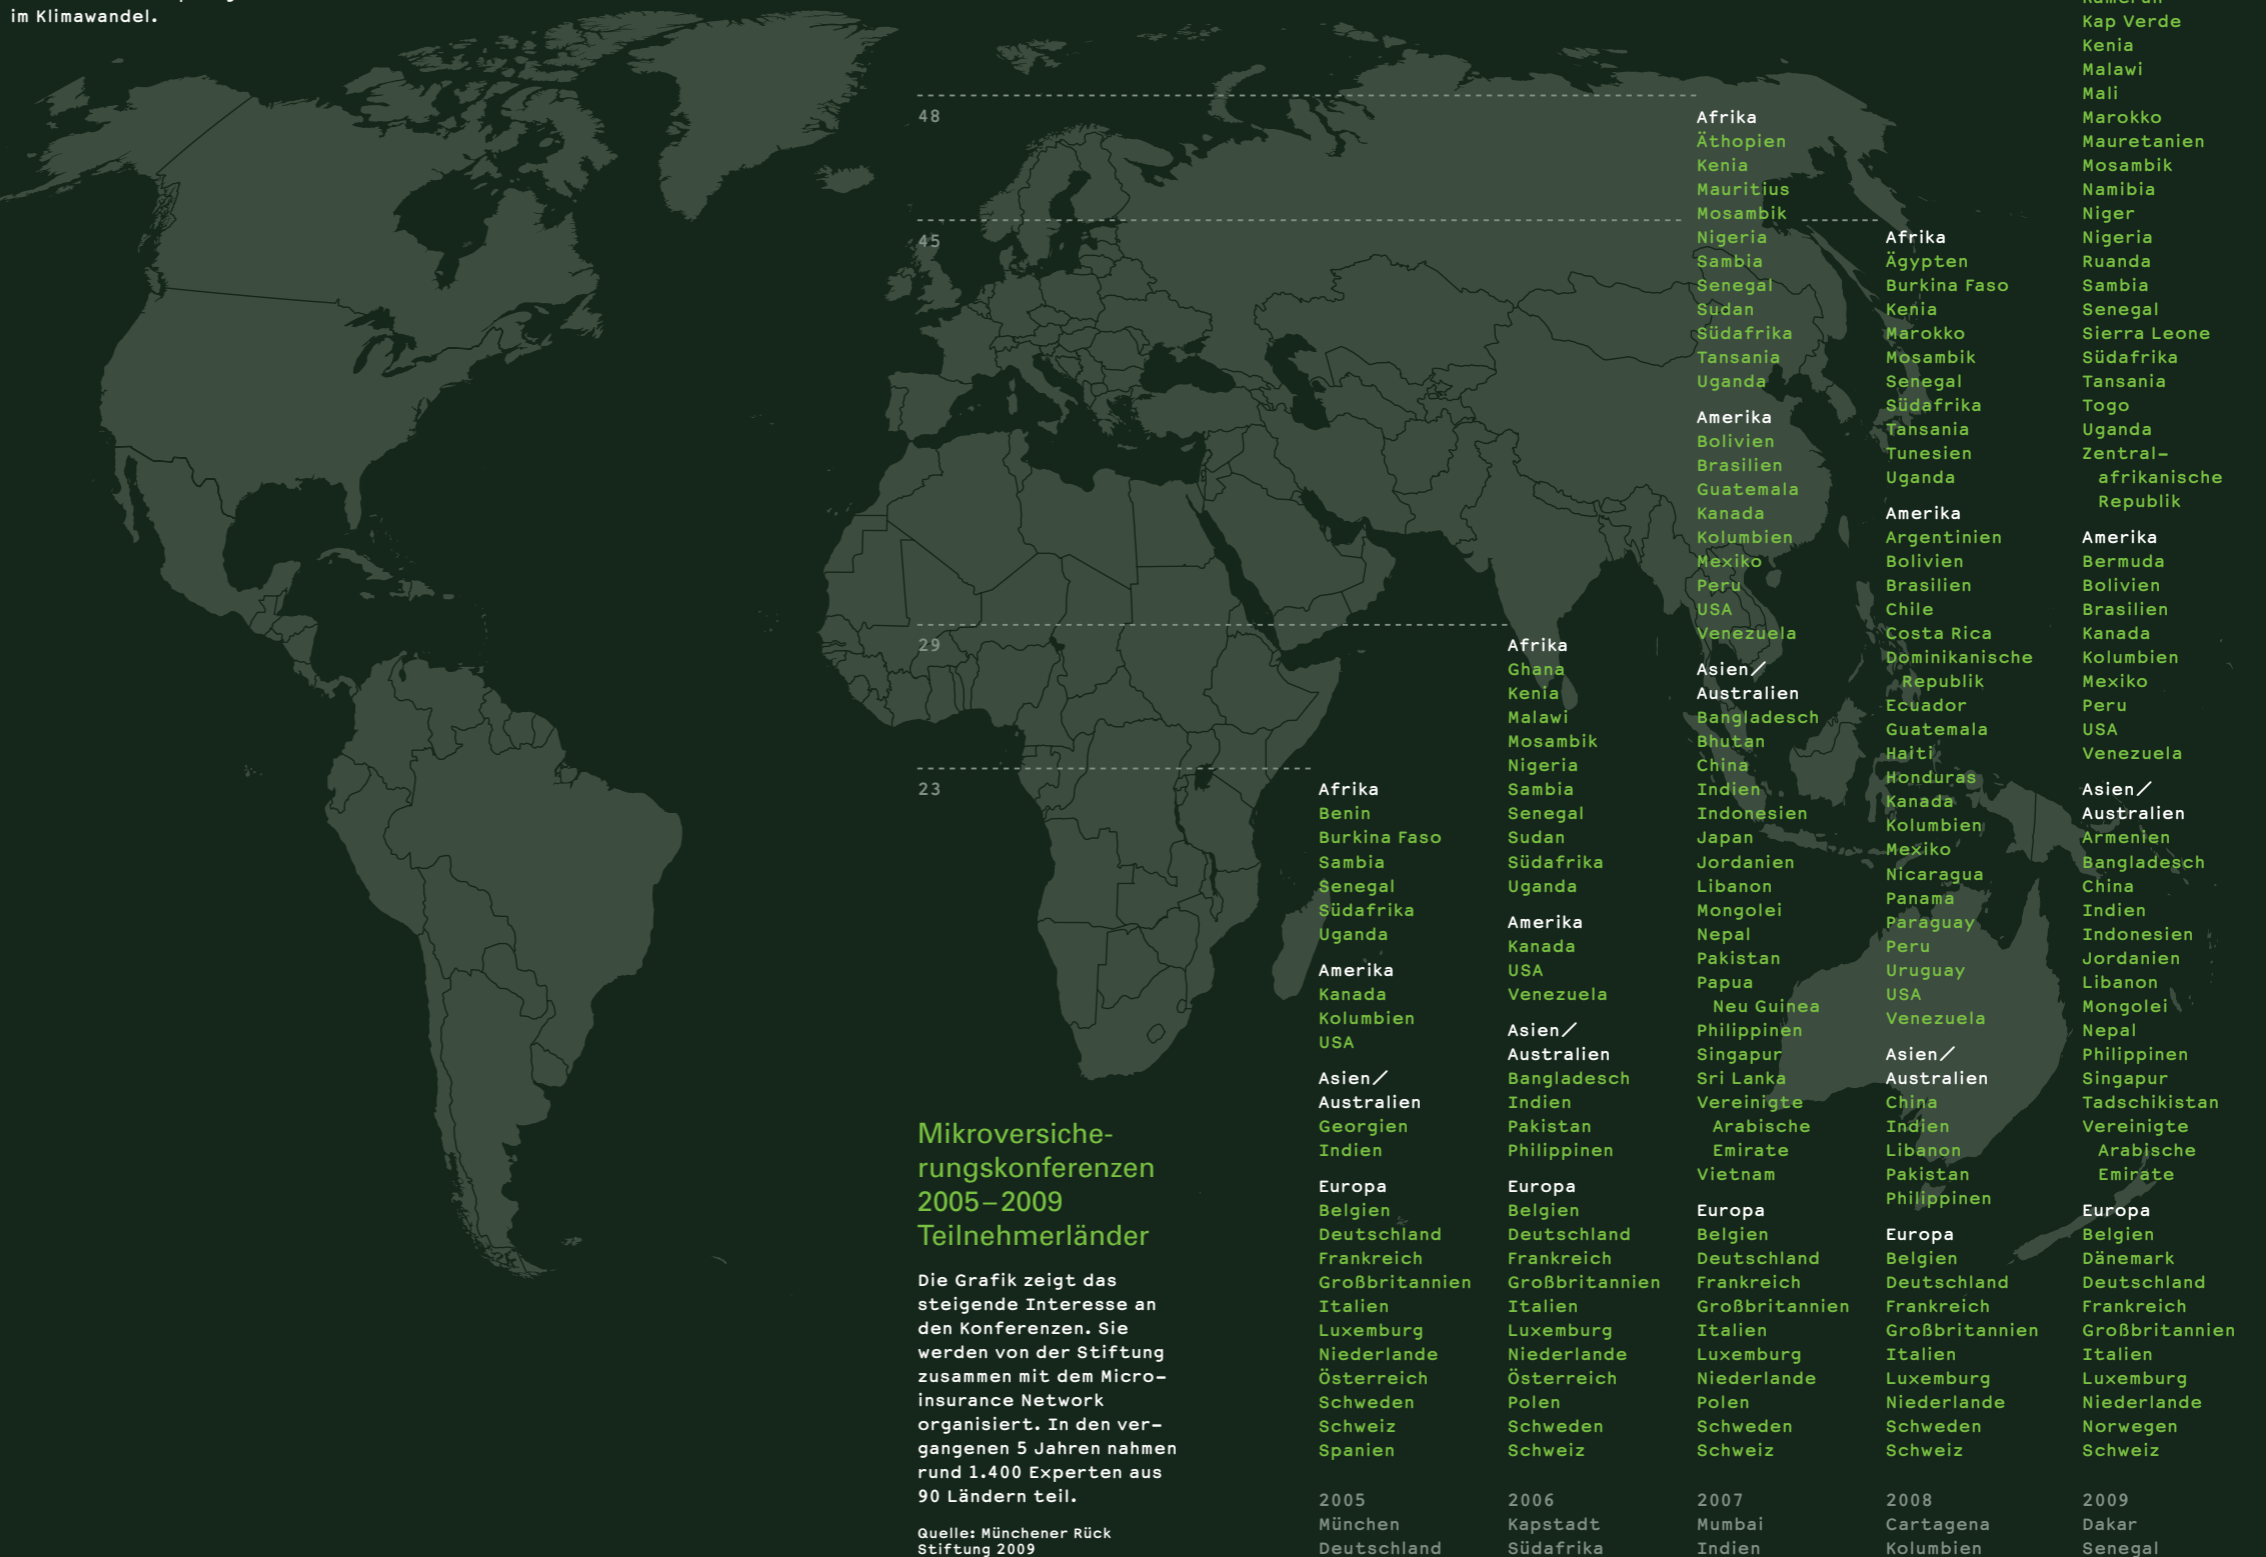 im Klimawandel.
48
45
29
23
Mikroversiche-
rungskonferenzen
2005–2009
Teilnehmerländer
Die Grafik zeigt das
steigende Interesse an
den Konferenzen. Sie
werden von der Stiftung
zusammen mit dem Micro-
insurance Network
organisiert. In den ver-
gangenen 5 Jahren nahmen
rund 1.400 Experten aus
90 Ländern teil.
Quelle: Münchener Rück
Stiftung 2009
Afrika
Benin
Burkina Faso
Sambia
Senegal
Südafrika
Uganda
Amerika
Kanada
Kolumbien
USA
Asien/
Australien
Georgien
Indien
Europa
Belgien
Deutschland
Frankreich
Großbritannien
Italien
Luxemburg
Niederlande
Österreich
Schweden
Schweiz
Spanien
2005
München
Deutschland
Afrika
Ghana
Kenia
Malawi
Mosambik
Nigeria
Sambia
Senegal
Sudan
Südafrika
Uganda
Amerika
Kanada
USA
Venezuela
Asien/
Australien
Bangladesch
Indien
Pakistan
Philippinen
Europa
Belgien
Deutschland
Frankreich
Großbritannien
Italien
Luxemburg
Niederlande
Österreich
Polen
Schweden
Schweiz
2006
Kapstadt
Südafrika
Afrika
Äthopien
Kenia
Mauritius
Mosambik
Nigeria
Sambia
Senegal
Sudan
Südafrika
Tansania
Uganda
Amerika
Bolivien
Brasilien
Guatemala
Kanada
Kolumbien
Mexiko
Peru
USA
Venezuela
Asien/
Australien
Bangladesch
Bhutan
China
Indien
Indonesien
Japan
Jordanien
Libanon
Mongolei
Nepal
Pakistan
Papua
Neu Guinea
Philippinen
Singapur
Sri Lanka
Vereinigte
Arabische
Emirate
Vietnam
Europa
Belgien
Deutschland
Frankreich
Großbritannien
Italien
Luxemburg
Niederlande
Polen
Schweden
Schweiz
2007
Mumbai
Indien
Afrika
Ägypten
Burkina Faso
Kenia
Marokko
Mosambik
Senegal
Südafrika
Tansania
Tunesien
Uganda
Amerika
Argentinien
Bolivien
Brasilien
Chile
Costa Rica
Dominikanische
Republik
Ecuador
Guatemala
Haiti
Honduras
Kanada
Kolumbien
Mexiko
Nicaragua
Panama
Paraguay
Peru
Uruguay
USA
Venezuela
Asien/
Australien
China
Indien
Libanon
Pakistan
Philippinen
Europa
Belgien
Deutschland
Frankreich
Großbritannien
Italien
Luxemburg
Niederlande
Schweden
Schweiz
2008
Cartagena
Kolumbien
Kap Verde
Kenia
Malawi
Mali
Marokko
Mauretanien
Mosambik
Namibia
Niger
Nigeria
Ruanda
Sambia
Senegal
Sierra Leone
Südafrika
Tansania
Togo
Uganda
Zentral-
afrikanische
Republik
Amerika
Bermuda
Bolivien
Brasilien
Kanada
Kolumbien
Mexiko
Peru
USA
Venezuela
Asien/
Australien
Armenien
Bangladesch
China
Indien
Indonesien
Jordanien
Libanon
Mongolei
Nepal
Philippinen
Singapur
Tadschikistan
Vereinigte
Arabische
Emirate
Europa
Belgien
Dänemark
Deutschland
Frankreich
Großbritannien
Italien
Luxemburg
Niederlande
Norwegen
Schweiz
2009
Dakar
Senegal